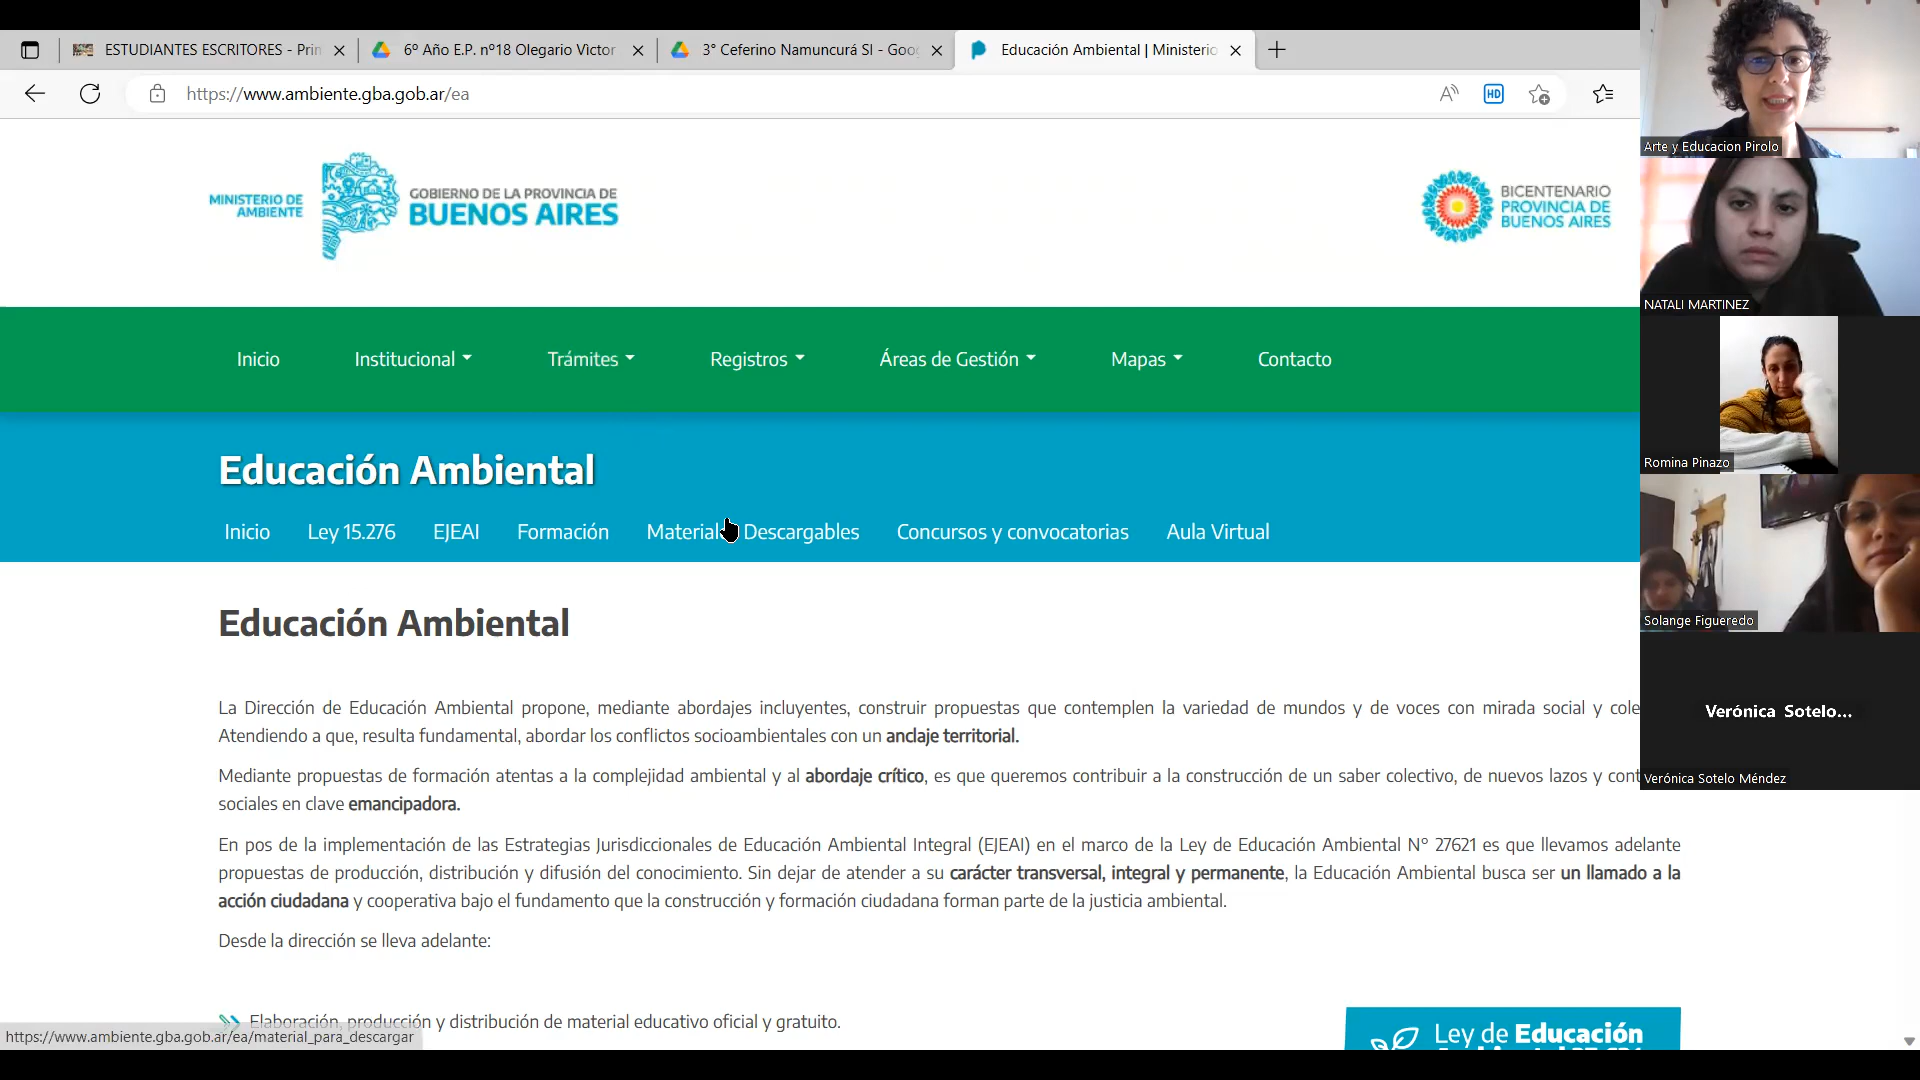 ESTUDIANTES ESCRITORES - Prin
6º Año E.P. nº18 Olegario Victor
3° Ceferino Namuncurá SI - Goog
Educación Ambiental | Ministerio
https://www.ambiente.gba.gob.ar/ea
HD
MINISTERIO DE
AMBIENTE
GOBIERNO DE LA PROVINCIA DE
BUENOS AIRES
BICENTENARIO
PROVINCIA DE
BUENOS AIRES
Inicio Institucional Trámites Registros Áreas de Gestión Mapas Contacto
Educación Ambiental
Inicio Ley 15.276 EJEAI Formación Material Descargables Concursos y convocatorias Aula Virtual
Educación Ambiental
La Dirección de Educación Ambiental propone, mediante abordajes incluyentes, construir propuestas que contemplen la variedad de mundos y de voces con mirada social y cole
Atendiendo a que, resulta fundamental, abordar los conflictos socioambientales con un anclaje territorial.
Mediante propuestas de formación atentas a la complejidad ambiental y al abordaje crítico, es que queremos contribuir a la construcción de un saber colectivo, de nuevos lazos y cont
sociales en clave emancipadora.
En pos de la implementación de las Estrategias Jurisdiccionales de Educación Ambiental Integral (EJEAI) en el marco de la Ley de Educación Ambiental N° 27621 es que llevamos adelante
propuestas de producción, distribución y difusión del conocimiento. Sin dejar de atender a su carácter transversal, integral y permanente, la Educación Ambiental busca ser un llamado a la
acción ciudadana y cooperativa bajo el fundamento que la construcción y formación ciudadana forman parte de la justicia ambiental.
Desde la dirección se lleva adelante:
Elaboración, producción y distribución de material educativo oficial y gratuito.
Ley de Educación
https://www.ambiente.gba.gob.ar/ea/material_para_descargar
Arte y Educacion Pirolo
NATALI MARTINEZ
Romina Pinazo
Solange Figueredo
Verónica Sotelo...
Verónica Sotelo Méndez